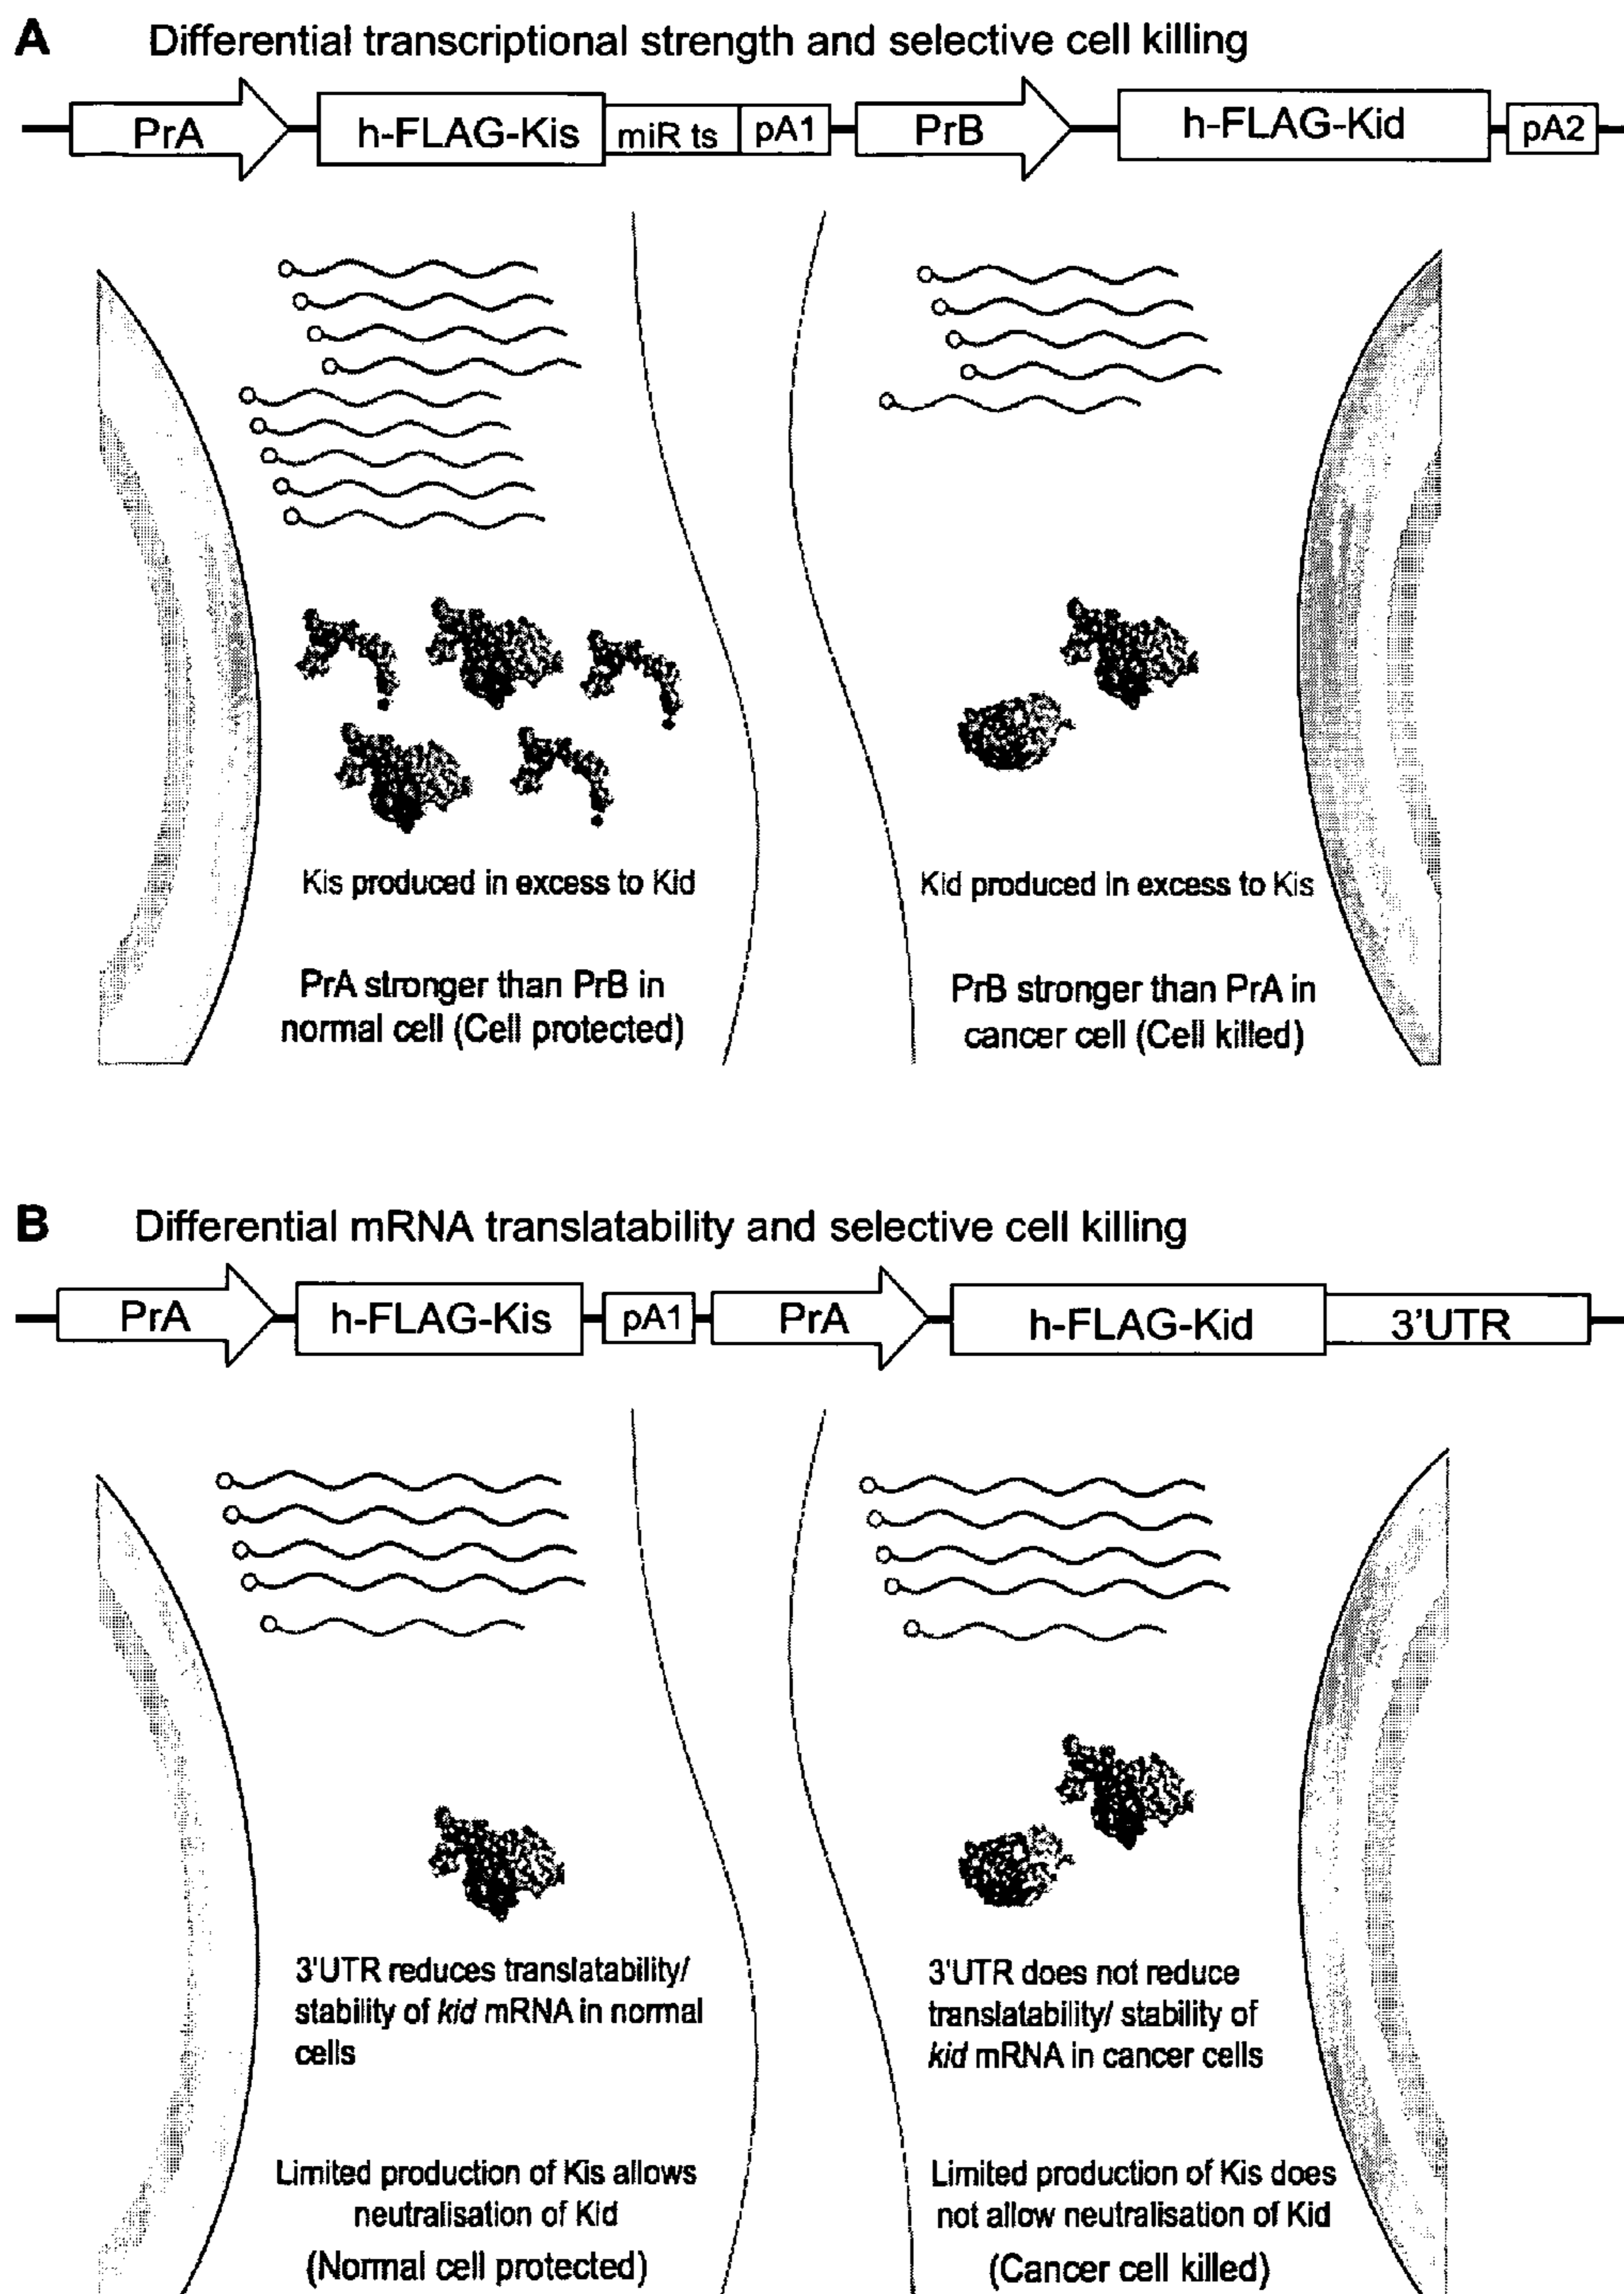 A Differential transcriptional strength and selective cell killing
PrA h-FLAG-Kis miR ts pA1 PrB h-FLAG-Kid pA2
Kis produced in excess to Kid
PrA stronger than PrB in
normal cell (Cell protected)
Kid produced in excess to Kis
PrB stronger than PrA in
cancer cell (Cell killed)
B Differential mRNA translatability and selective cell killing
PrA h-FLAG-Kis pA1 PrA h-FLAG-Kid 3'UTR
3'UTR reduces translatability/
stability of kid mRNA in normal
cells
Limited production of Kis allows
neutralisation of Kid
(Normal cell protected)
3'UTR does not reduce
translatability/ stability of
kid mRNA in cancer cells
Limited production of Kis does
not allow neutralisation of Kid
(Cancer cell killed)